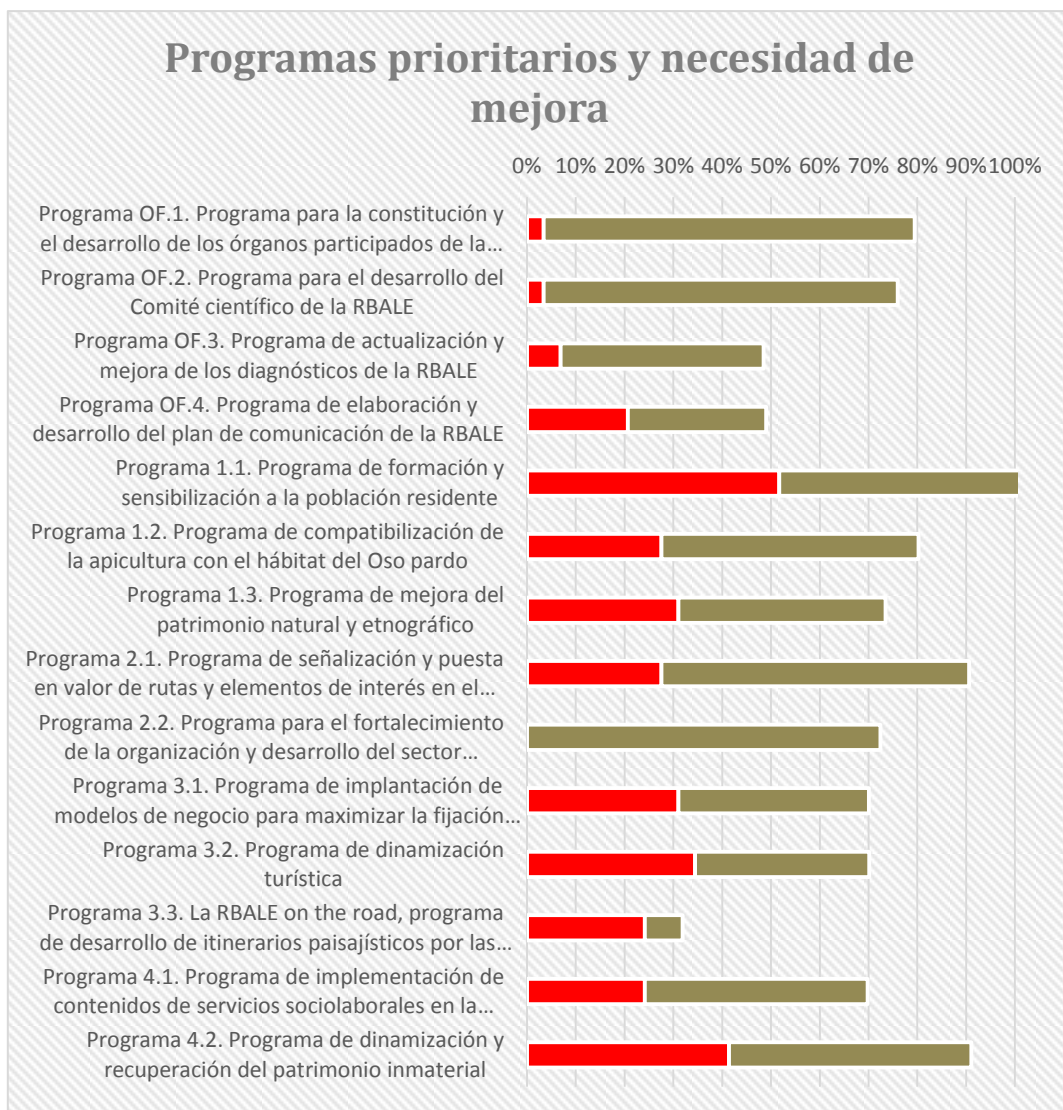 Programas prioritarios y necesidad de
mejora
0% 10% 20% 30% 40% 50% 60% 70% 80% 90% 100%
Programa OF.1. Programa para la constitución y
el desarrollo de los órganos participados de la…
Programa OF.2. Programa para el desarrollo del
Comité científico de la RBALE
Programa OF.3. Programa de actualización y
mejora de los diagnósticos de la RBALE
Programa OF.4. Programa de elaboración y
desarrollo del plan de comunicación de la RBALE
Programa 1.1. Programa de formación y
sensibilización a la población residente
Programa 1.2. Programa de compatibilización de
la apicultura con el hábitat del Oso pardo
Programa 1.3. Programa de mejora del
patrimonio natural y etnográfico
Programa 2.1. Programa de señalización y puesta
en valor de rutas y elementos de interés en el…
Programa 2.2. Programa para el fortalecimiento
de la organización y desarrollo del sector…
Programa 3.1. Programa de implantación de
modelos de negocio para maximizar la fijación…
Programa 3.2. Programa de dinamización
turística
Programa 3.3. La RBALE on the road, programa
de desarrollo de itinerarios paisajísticos por las…
Programa 4.1. Programa de implementación de
contenidos de servicios sociolaborales en la…
Programa 4.2. Programa de dinamización y
recuperación del patrimonio inmaterial